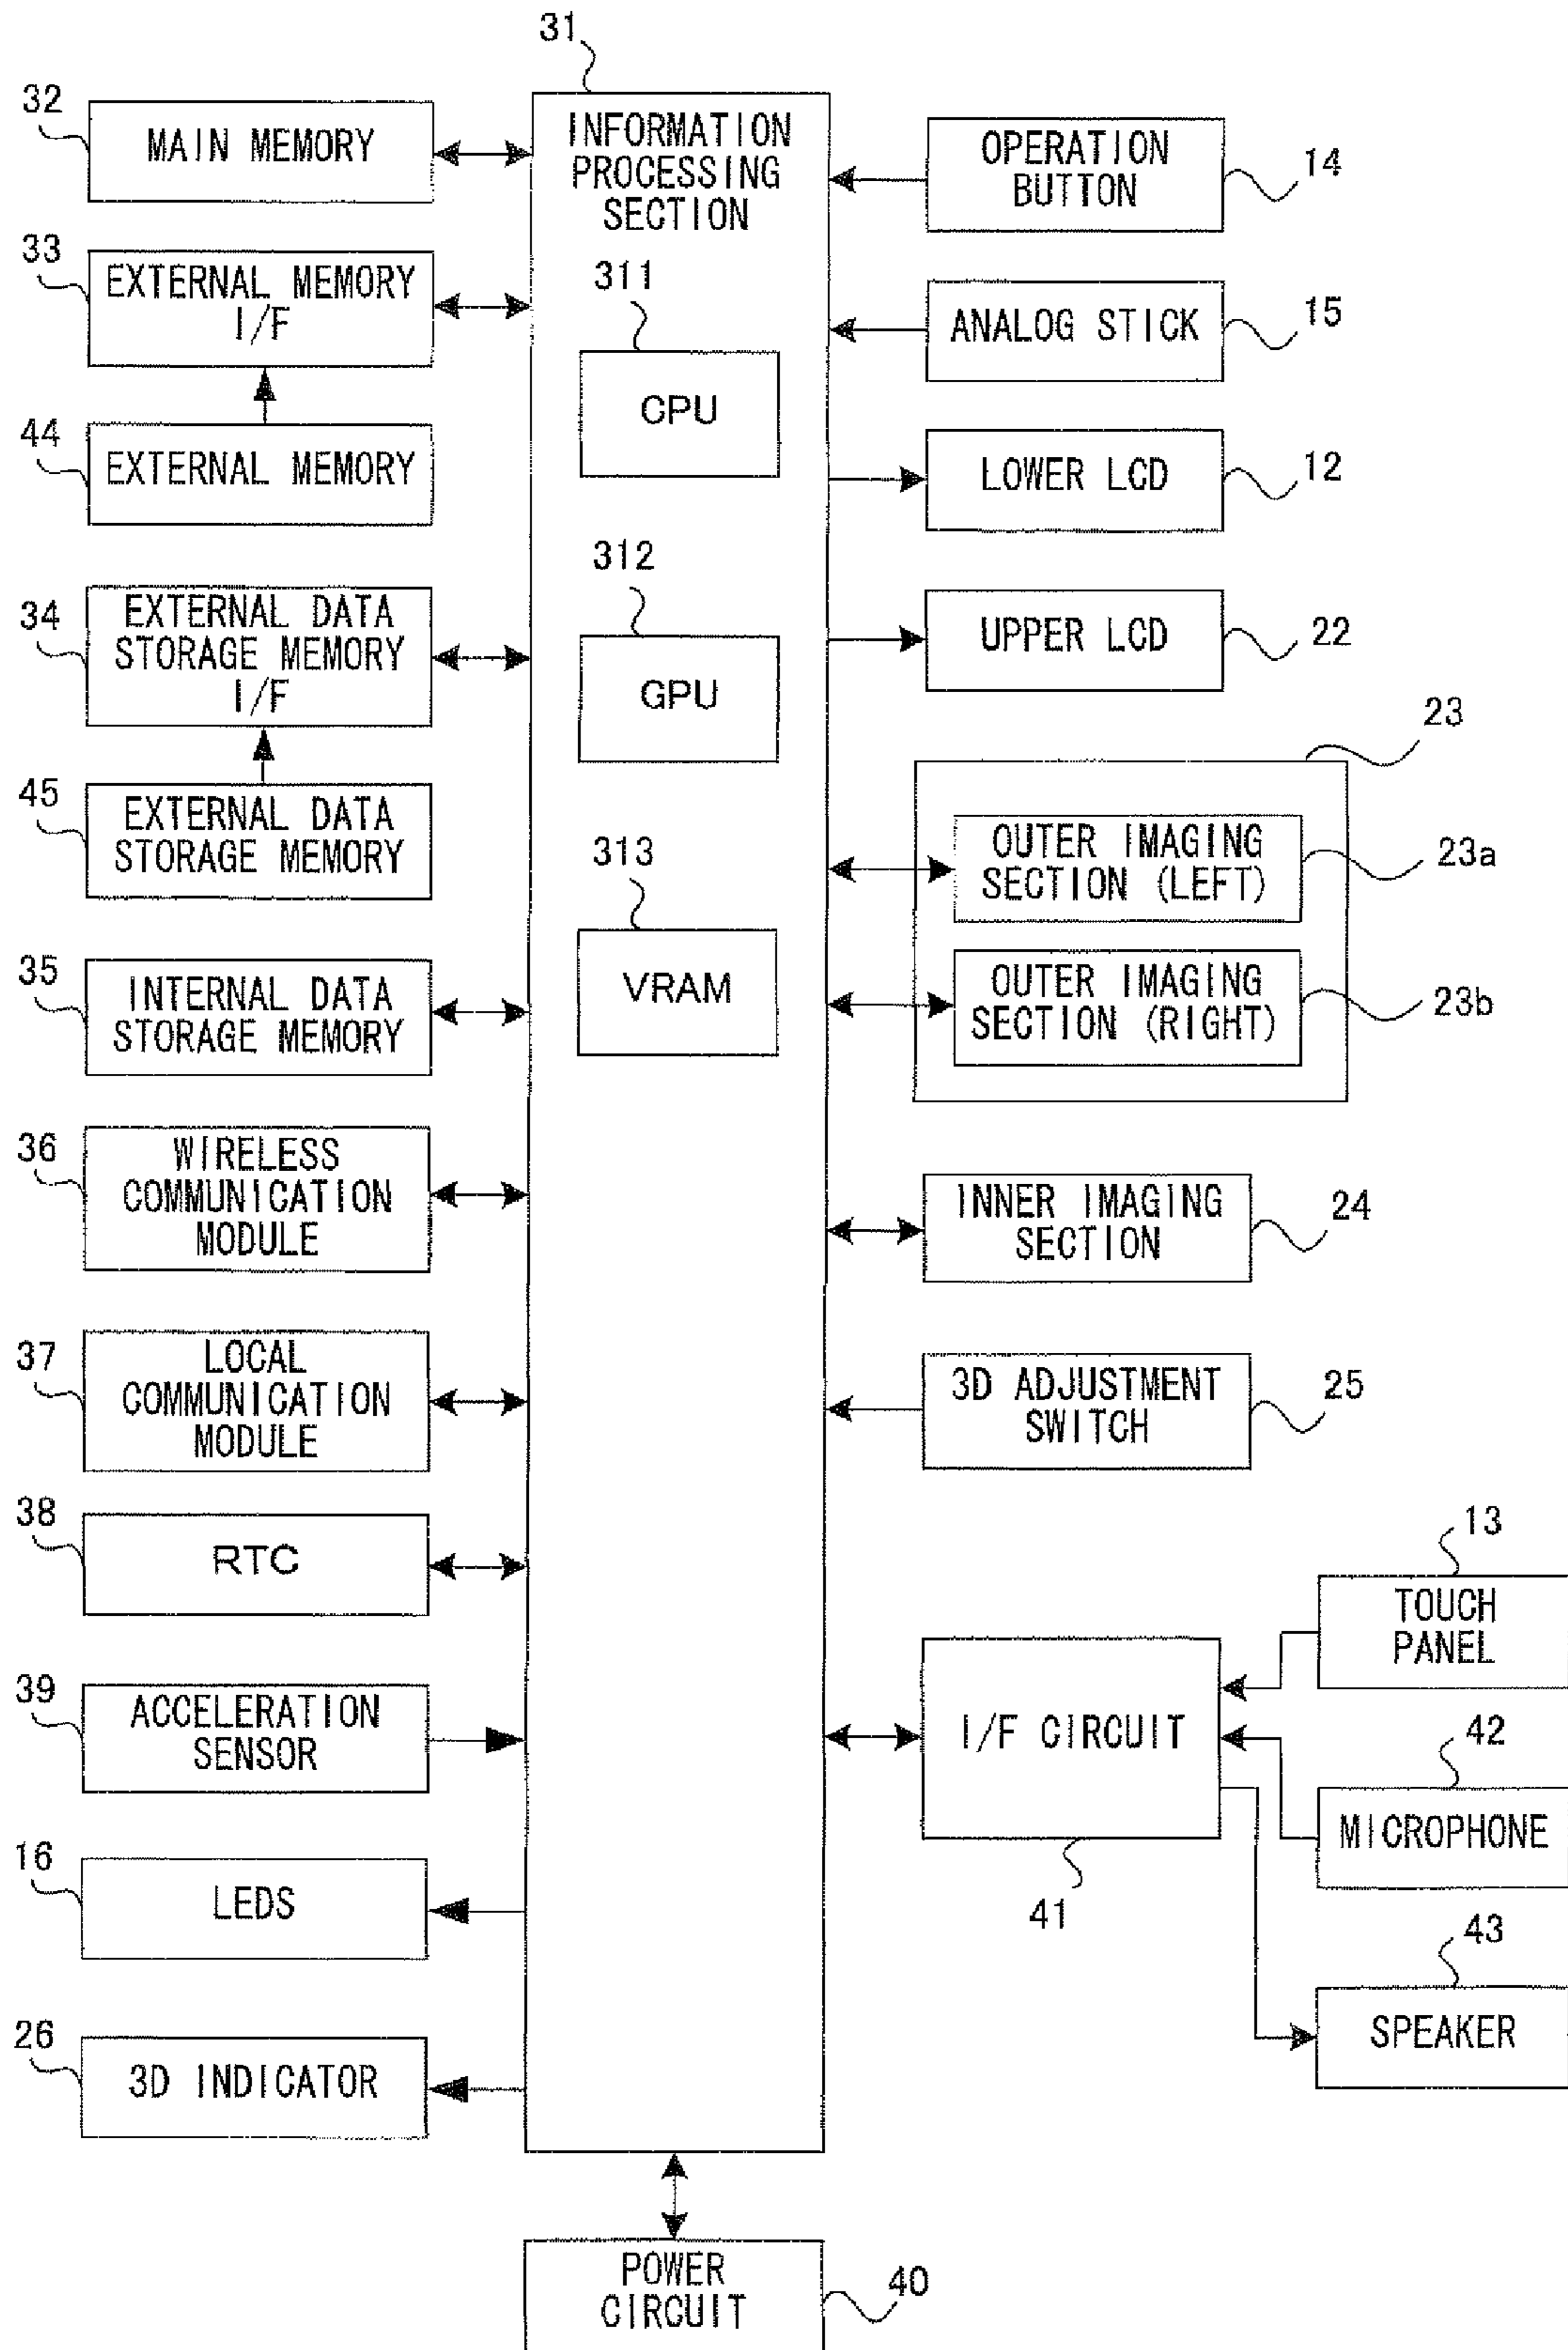 31
32
MAIN MEMORY
33
EXTERNAL MEMORY
I/F
44
EXTERNAL MEMORY
34
EXTERNAL DATA
STORAGE MEMORY
I/F
45
EXTERNAL DATA
STORAGE MEMORY
35
INTERNAL DATA
STORAGE MEMORY
36
WIRELESS
COMMUNICATION
MODULE
37
LOCAL
COMMUNICATION
MODULE
38
RTC
39
ACCELERATION
SENSOR
16
LEDS
26
3D INDICATOR
INFORMATION
PROCESSING
SECTION
311
CPU
312
GPU
313
VRAM
OPERATION
BUTTON
14
ANALOG STICK
15
LOWER LCD
12
UPPER LCD
22
23
OUTER IMAGING
SECTION (LEFT)
23a
OUTER IMAGING
SECTION (RIGHT)
23b
INNER IMAGING
SECTION
24
3D ADJUSTMENT
SWITCH
25
13
TOUCH
PANEL
I/F CIRCUIT
41
42
MICROPHONE
43
SPEAKER
POWER
CIRCUIT
40